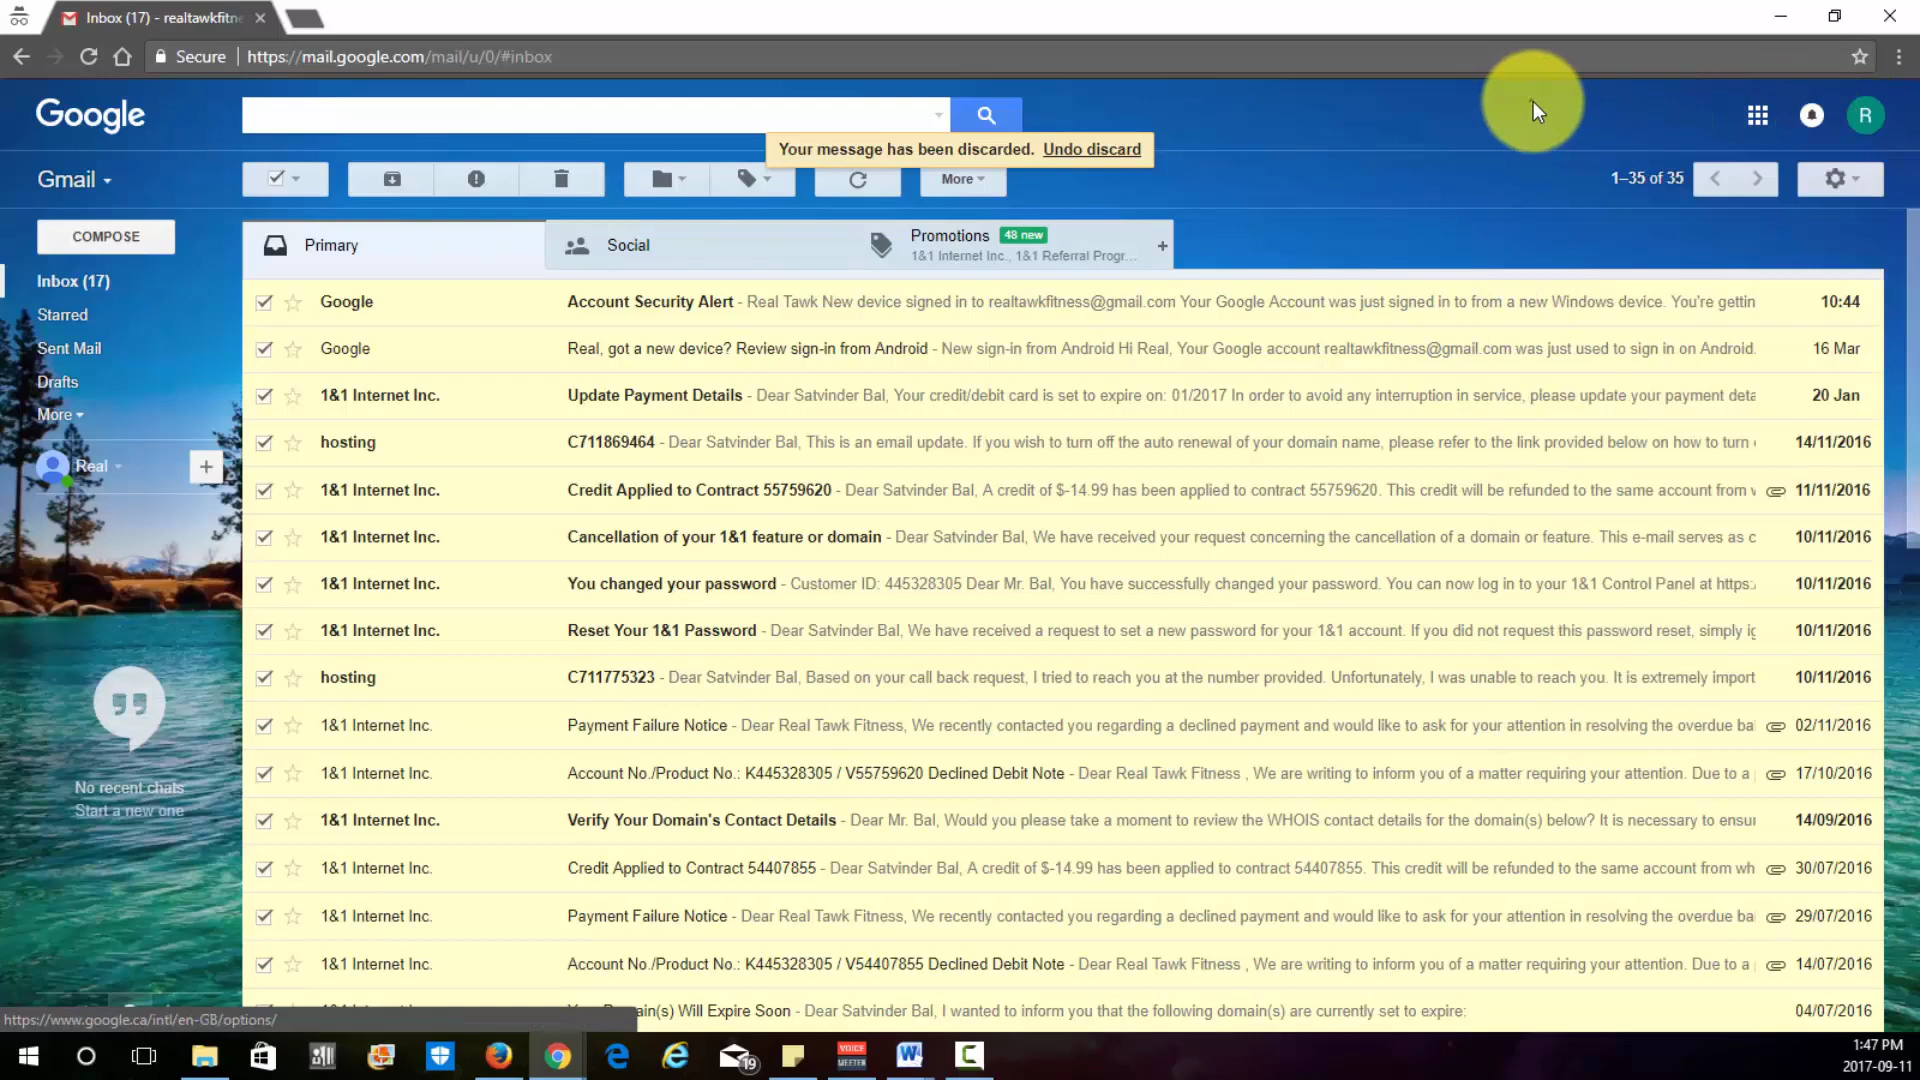 Inbox (17) - realtawkfitne
Secure
https://mail.google.com/mail/u/0/#inbox
Google
R
Your message has been discarded. Undo discard
Gmail
More
1–35 of 35
COMPOSE
Inbox (17)
Starred
Sent Mail
Drafts
More
Real
No recent chats
Start a new one
Primary
Social
Promotions 48 new
1&1 Internet Inc., 1&1 Referral Progr...
Google Account Security Alert - Real Tawk New device signed in to realtawkfitness@gmail.com Your Google Account was just signed in to from a new Windows device. You're gettin 10:44
Google Real, got a new device? Review sign-in from Android - New sign-in from Android Hi Real, Your Google account realtawkfitness@gmail.com was just used to sign in on Android. 16 Mar
1&1 Internet Inc. Update Payment Details - Dear Satvinder Bal, Your credit/debit card is set to expire on: 01/2017 In order to avoid any interruption in service, please update your payment deta 20 Jan
hosting C711869464 - Dear Satvinder Bal, This is an email update. If you wish to turn off the auto renewal of your domain name, please refer to the link provided below on how to turn 14/11/2016
1&1 Internet Inc. Credit Applied to Contract 55759620 - Dear Satvinder Bal, A credit of $-14.99 has been applied to contract 55759620. This credit will be refunded to the same account from 11/11/2016
1&1 Internet Inc. Cancellation of your 1&1 feature or domain - Dear Satvinder Bal, We have received your request concerning the cancellation of a domain or feature. This e-mail serves as c 10/11/2016
1&1 Internet Inc. You changed your password - Customer ID: 445328305 Dear Mr. Bal, You have successfully changed your password. You can now log in to your 1&1 Control Panel at https: 10/11/2016
1&1 Internet Inc. Reset Your 1&1 Password - Dear Satvinder Bal, We have received a request to set a new password for your 1&1 account. If you did not request this password reset, simply ig 10/11/2016
hosting C711775323 - Dear Satvinder Bal, Based on your call back request, I tried to reach you at the number provided. Unfortunately, I was unable to reach you. It is extremely import 10/11/2016
1&1 Internet Inc. Payment Failure Notice - Dear Real Tawk Fitness, We recently contacted you regarding a declined payment and would like to ask for your attention in resolving the overdue ba 02/11/2016
1&1 Internet Inc. Account No./Product No.: K445328305 / V55759620 Declined Debit Note - Dear Real Tawk Fitness , We are writing to inform you of a matter requiring your attention. Due to a 17/10/2016
1&1 Internet Inc. Verify Your Domain's Contact Details - Dear Mr. Bal, Would you please take a moment to review the WHOIS contact details for the domain(s) below? It is necessary to ensur 14/09/2016
1&1 Internet Inc. Credit Applied to Contract 54407855 - Dear Satvinder Bal, A credit of $-14.99 has been applied to contract 54407855. This credit will be refunded to the same account from wh 30/07/2016
1&1 Internet Inc. Payment Failure Notice - Dear Real Tawk Fitness, We recently contacted you regarding a declined payment and would like to ask for your attention in resolving the overdue ba 29/07/2016
1&1 Internet Inc. Account No./Product No.: K445328305 / V54407855 Declined Debit Note - Dear Real Tawk Fitness , We are writing to inform you of a matter requiring your attention. Due to a 14/07/2016
ain(s) Will Expire Soon - Dear Satvinder Bal, I wanted to inform you that the following domain(s) are currently set to expire: 04/07/2016
https://www.google.ca/intl/en-GB/options/
19
VOICE
MEETER
1:47 PM
2017-09-11